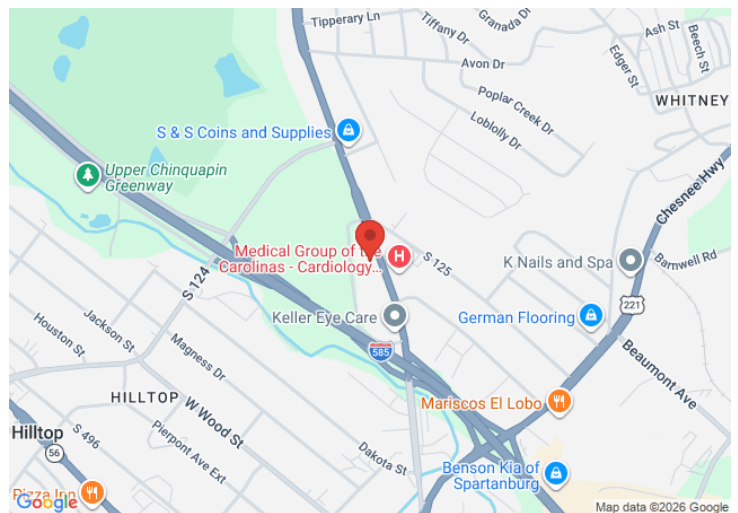 Tipperary Ln
Tiffany Dr
Granada Dr
Ash St
Beech St
Edger St
Avon Dr
Poplar Creek Dr
Loblolly Dr
WHITNEY
S & S Coins and Supplies
Upper Chinquapin
Greenway
Chesnee Hwy
Medical Group of the
Carolinas - Cardiology...
H
S 125
K Nails and Spa
Barnwell Rd
S 124
221
Keller Eye Care
German Flooring
Houston St
Jackson St
Magness Dr
585
Beaumont Ave
HILLTOP
W Wood St
Mariscos El Lobo
Hilltop
S 496
56
Pierpont Ave Ext
Dakota St
Benson Kia of
Spartanburg
Pizza Inn
Google
Map data ©2026 Google